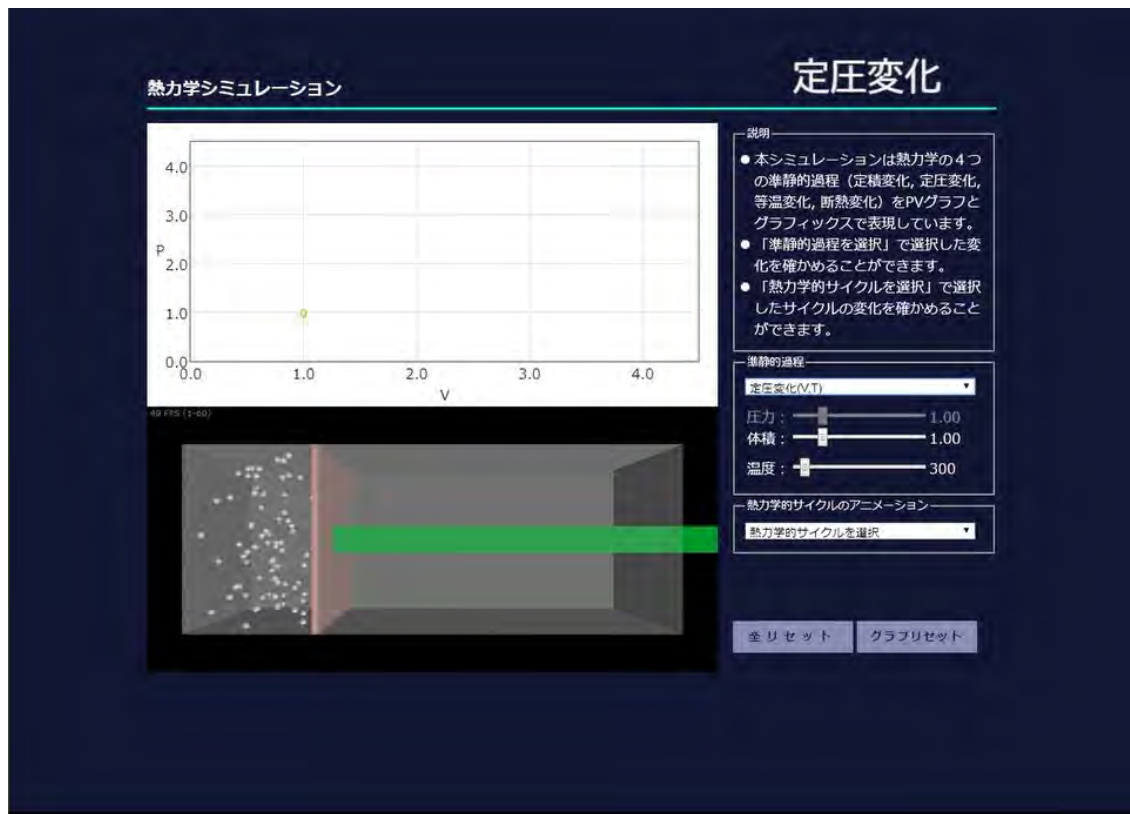 定圧変化
熱力学シミュレーション
4.0
3.0
P
2.0
1.0
0.0
0.0 1.0 2.0 3.0 4.0
V
49 FPS (1-60)
説明
● 本シミュレーションは熱力学の４つ
の準静的過程（定積変化, 定圧変化,
等温変化, 断熱変化）をPVグラフと
グラフィックスで表現しています。
● 「準静的過程を選択」で選択した変
化を確かめることができます。
● 「熱力学的サイクルを選択」で選択
したサイクルの変化を確かめること
ができます。
準静的過程
定圧変化(V,T)
圧力： 1.00
体積： 1.00
温度： 300
熱力学的サイクルのアニメーション
熱力学的サイクルを選択
全リセット グラフリセット